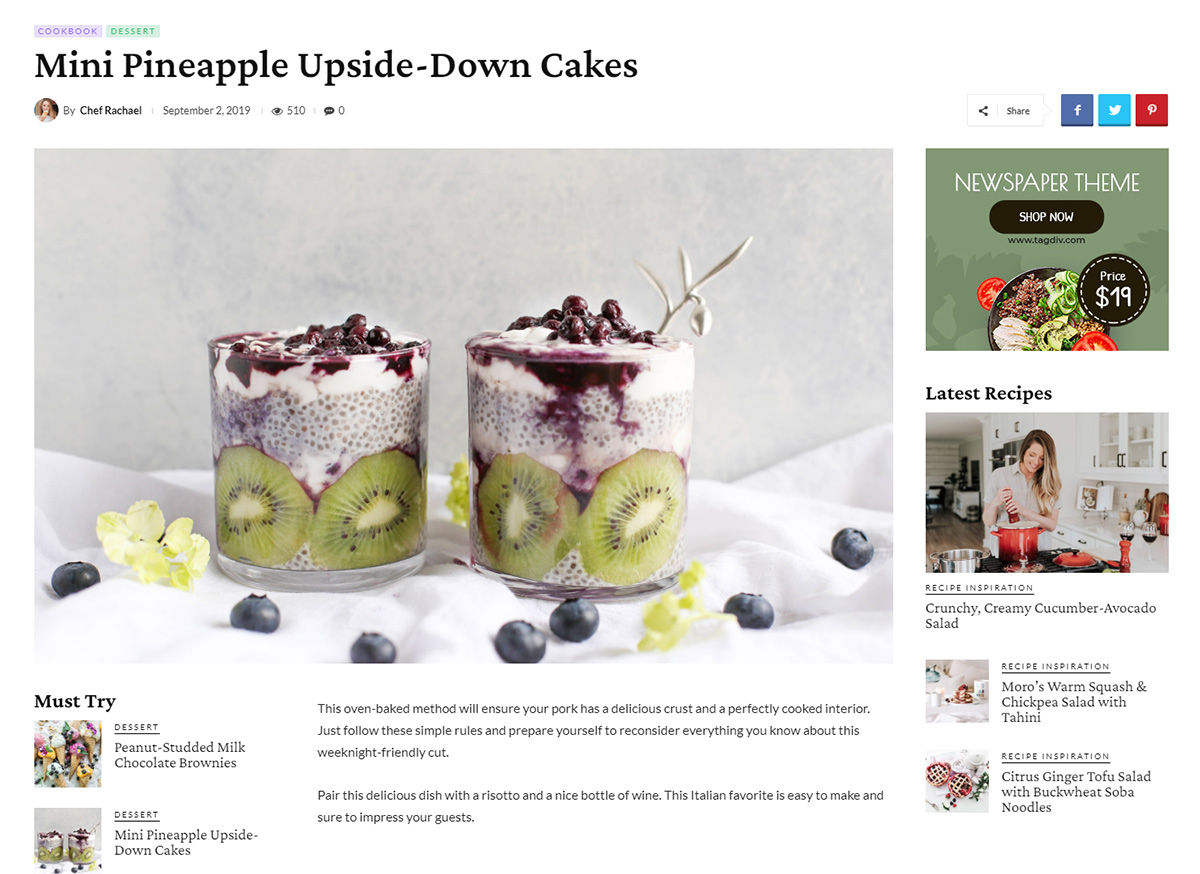 COOKBOOK DESSERT
Mini Pineapple Upside-Down Cakes
By Chef Rachael September 2, 2019 510 0
Share
NEWSPAPER THEME
SHOP NOW
www.tagdiv.com
Price
$19
Latest Recipes
RECIPE INSPIRATION
Crunchy, Creamy Cucumber-Avocado
Salad
RECIPE INSPIRATION
Moro’s Warm Squash &
Chickpea Salad with
Tahini
RECIPE INSPIRATION
Citrus Ginger Tofu Salad
with Buckwheat Soba
Noodles
Must Try
DESSERT
Peanut-Studded Milk
Chocolate Brownies
DESSERT
Mini Pineapple Upside-
Down Cakes
This oven-baked method will ensure your pork has a delicious crust and a perfectly cooked interior.
Just follow these simple rules and prepare yourself to reconsider everything you know about this
weeknight-friendly cut.
Pair this delicious dish with a risotto and a nice bottle of wine. This Italian favorite is easy to make and
sure to impress your guests.